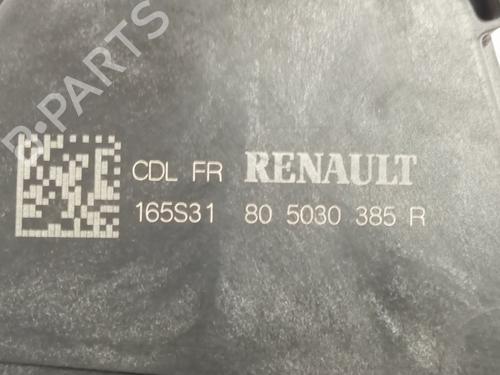 B-PARTS
CDL FR RENAULT
165S31 80 5030 385 R